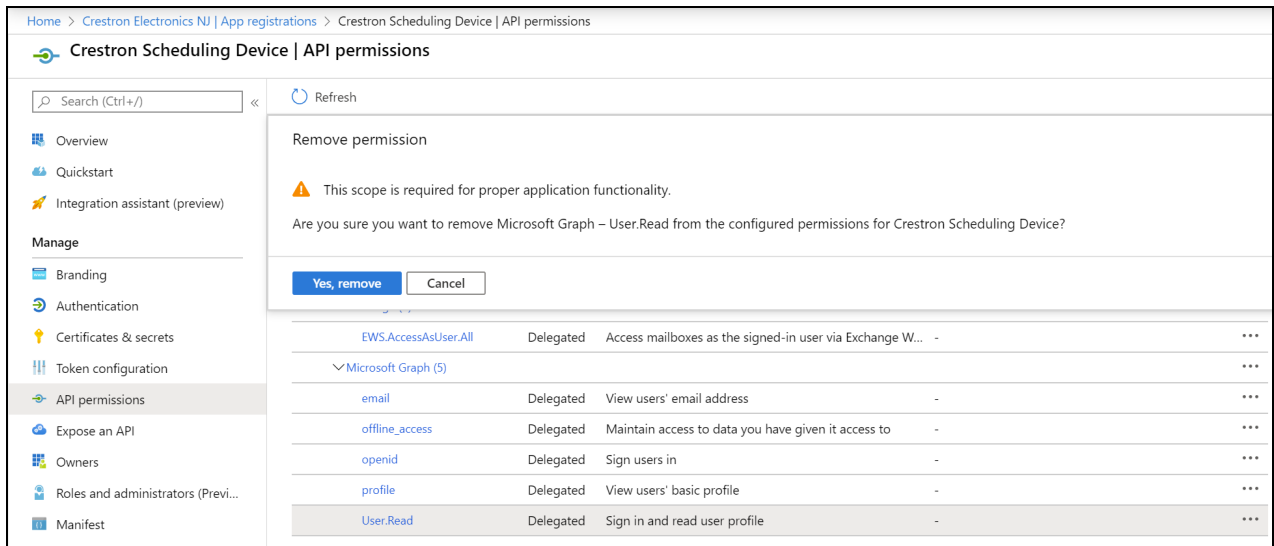 Home > Crestron Electronics NJ | App registrations > Crestron Scheduling Device | API permissions
Crestron Scheduling Device | API permissions
Search (Ctrl+/)
«
Overview
Quickstart
Integration assistant (preview)
Manage
Branding
Authentication
Certificates & secrets
Token configuration
API permissions
Expose an API
Owners
Roles and administrators (Previ...
Manifest
Refresh
Remove permission
This scope is required for proper application functionality.
Are you sure you want to remove Microsoft Graph – User.Read from the configured permissions for Crestron Scheduling Device?
Yes, remove Cancel
EWS.AccessAsUser.All Delegated Access mailboxes as the signed-in user via Exchange W... - ...
Microsoft Graph (5) ...
email Delegated View users' email address - ...
offline_access Delegated Maintain access to data you have given it access to - ...
openid Delegated Sign users in - ...
profile Delegated View users' basic profile - ...
User.Read Delegated Sign in and read user profile - ...